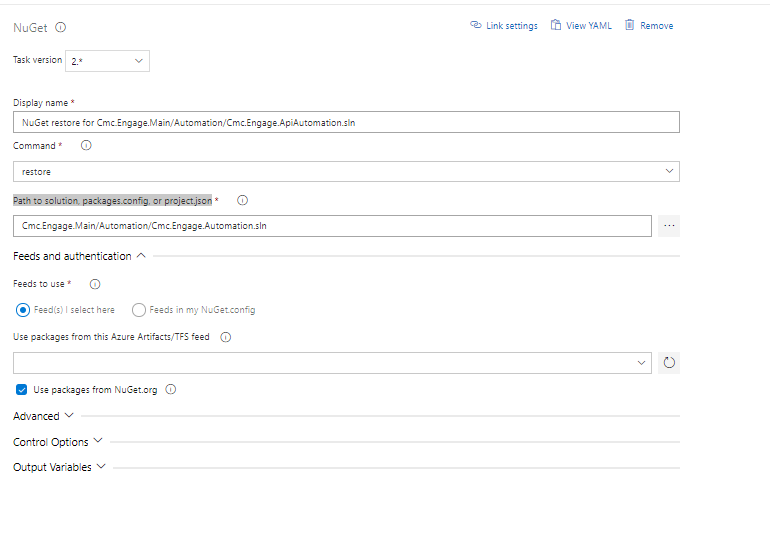 NuGet
Link settings View YAML Remove
Task version 2.*
Display name *
NuGet restore for Cmc.Engage.Main/Automation/Cmc.Engage.ApiAutomation.sln
Command *
restore
Path to solution, packages.config, or project.json *
Cmc.Engage.Main/Automation/Cmc.Engage.Automation.sln
...
Feeds and authentication
Feeds to use *
Feed(s) I select here Feeds in my NuGet.config
Use packages from this Azure Artifacts/TFS feed
Use packages from NuGet.org
Advanced
Control Options
Output Variables